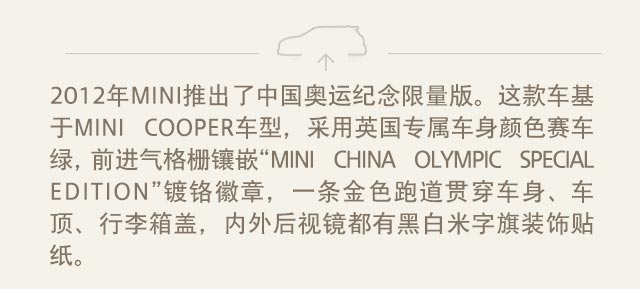 2012年MINI推出了中国奥运纪念限量版。这款车基
于MINI COOPER车型，采用英国专属车身颜色赛车
绿，前进气格栅镶嵌“MINI CHINA OLYMPIC SPECIAL
EDITION”镀铬徽章，一条金色跑道贯穿车身、车
顶、行李箱盖，内外后视镜都有黑白米字旗装饰贴
纸。